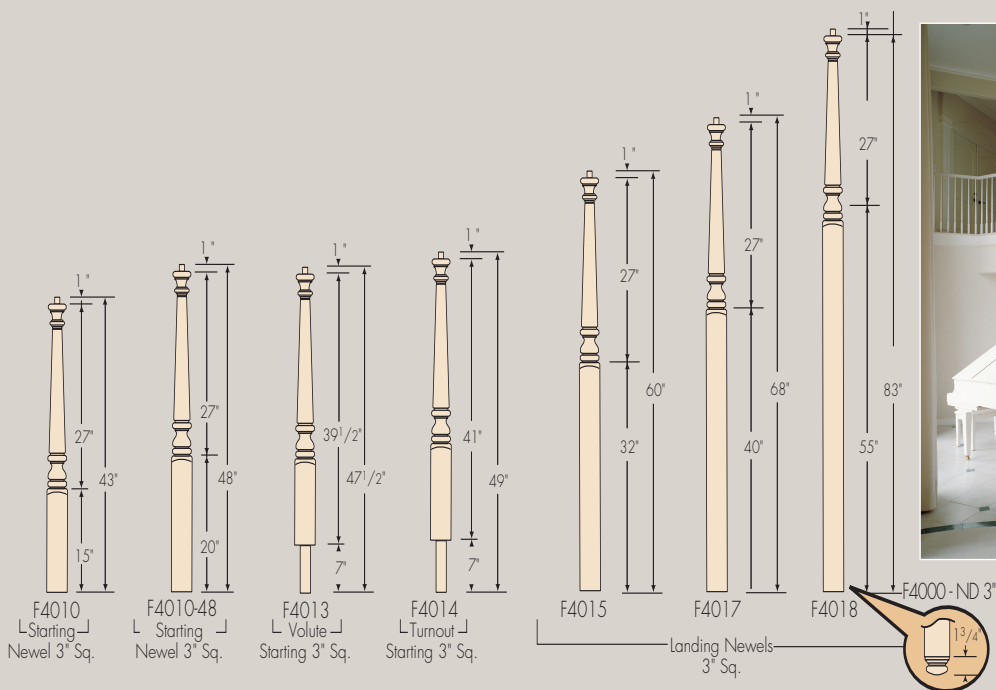 1"
27"
15"
43"
F4010
Starting
Newel 3" Sq.
1"
27"
20"
48"
F4010-48
Starting
Newel 3" Sq.
1"
39 1/2"
7"
47 1/2"
F4013
Volute
Starting 3" Sq.
1"
41"
7"
49"
F4014
Turnout
Starting 3" Sq.
1"
27"
32"
60"
F4015
1"
27"
40"
68"
F4017
1"
27"
55"
83"
F4018
Landing Newels
3" Sq.
F4000 - ND 3"
1 3/4"